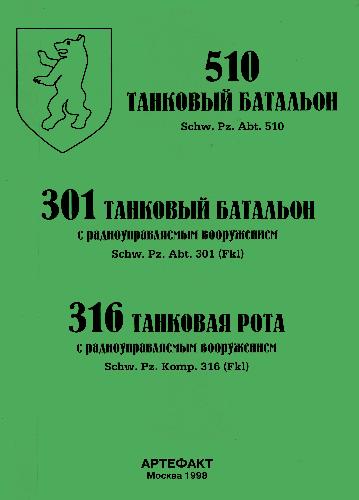 510
ТАНКОВЫЙ БАТАЛЬОН
Schw. Pz. Abt. 510
301 ТАНКОВЫЙ БАТАЛЬОН
с радиоуправляемым вооружением
Schw. Pz. Abt. 301 (Fkl)
316 ТАНКОВАЯ РОТА
с радиоуправляемым вооружением
Schw. Pz. Komp. 316 (Fkl)
АРТЕФАКТ
Москва 1998